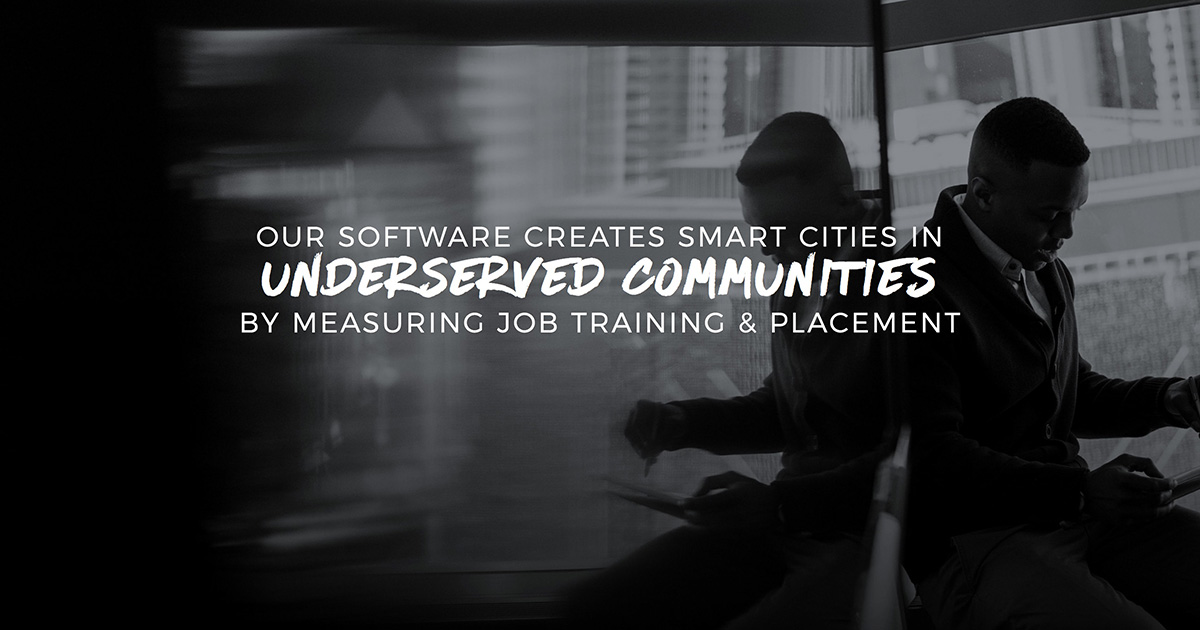 OUR SOFTWARE CREATES SMART CITIES IN
UNDERSERVED COMMUNITIES
BY MEASURING JOB TRAINING & PLACEMENT